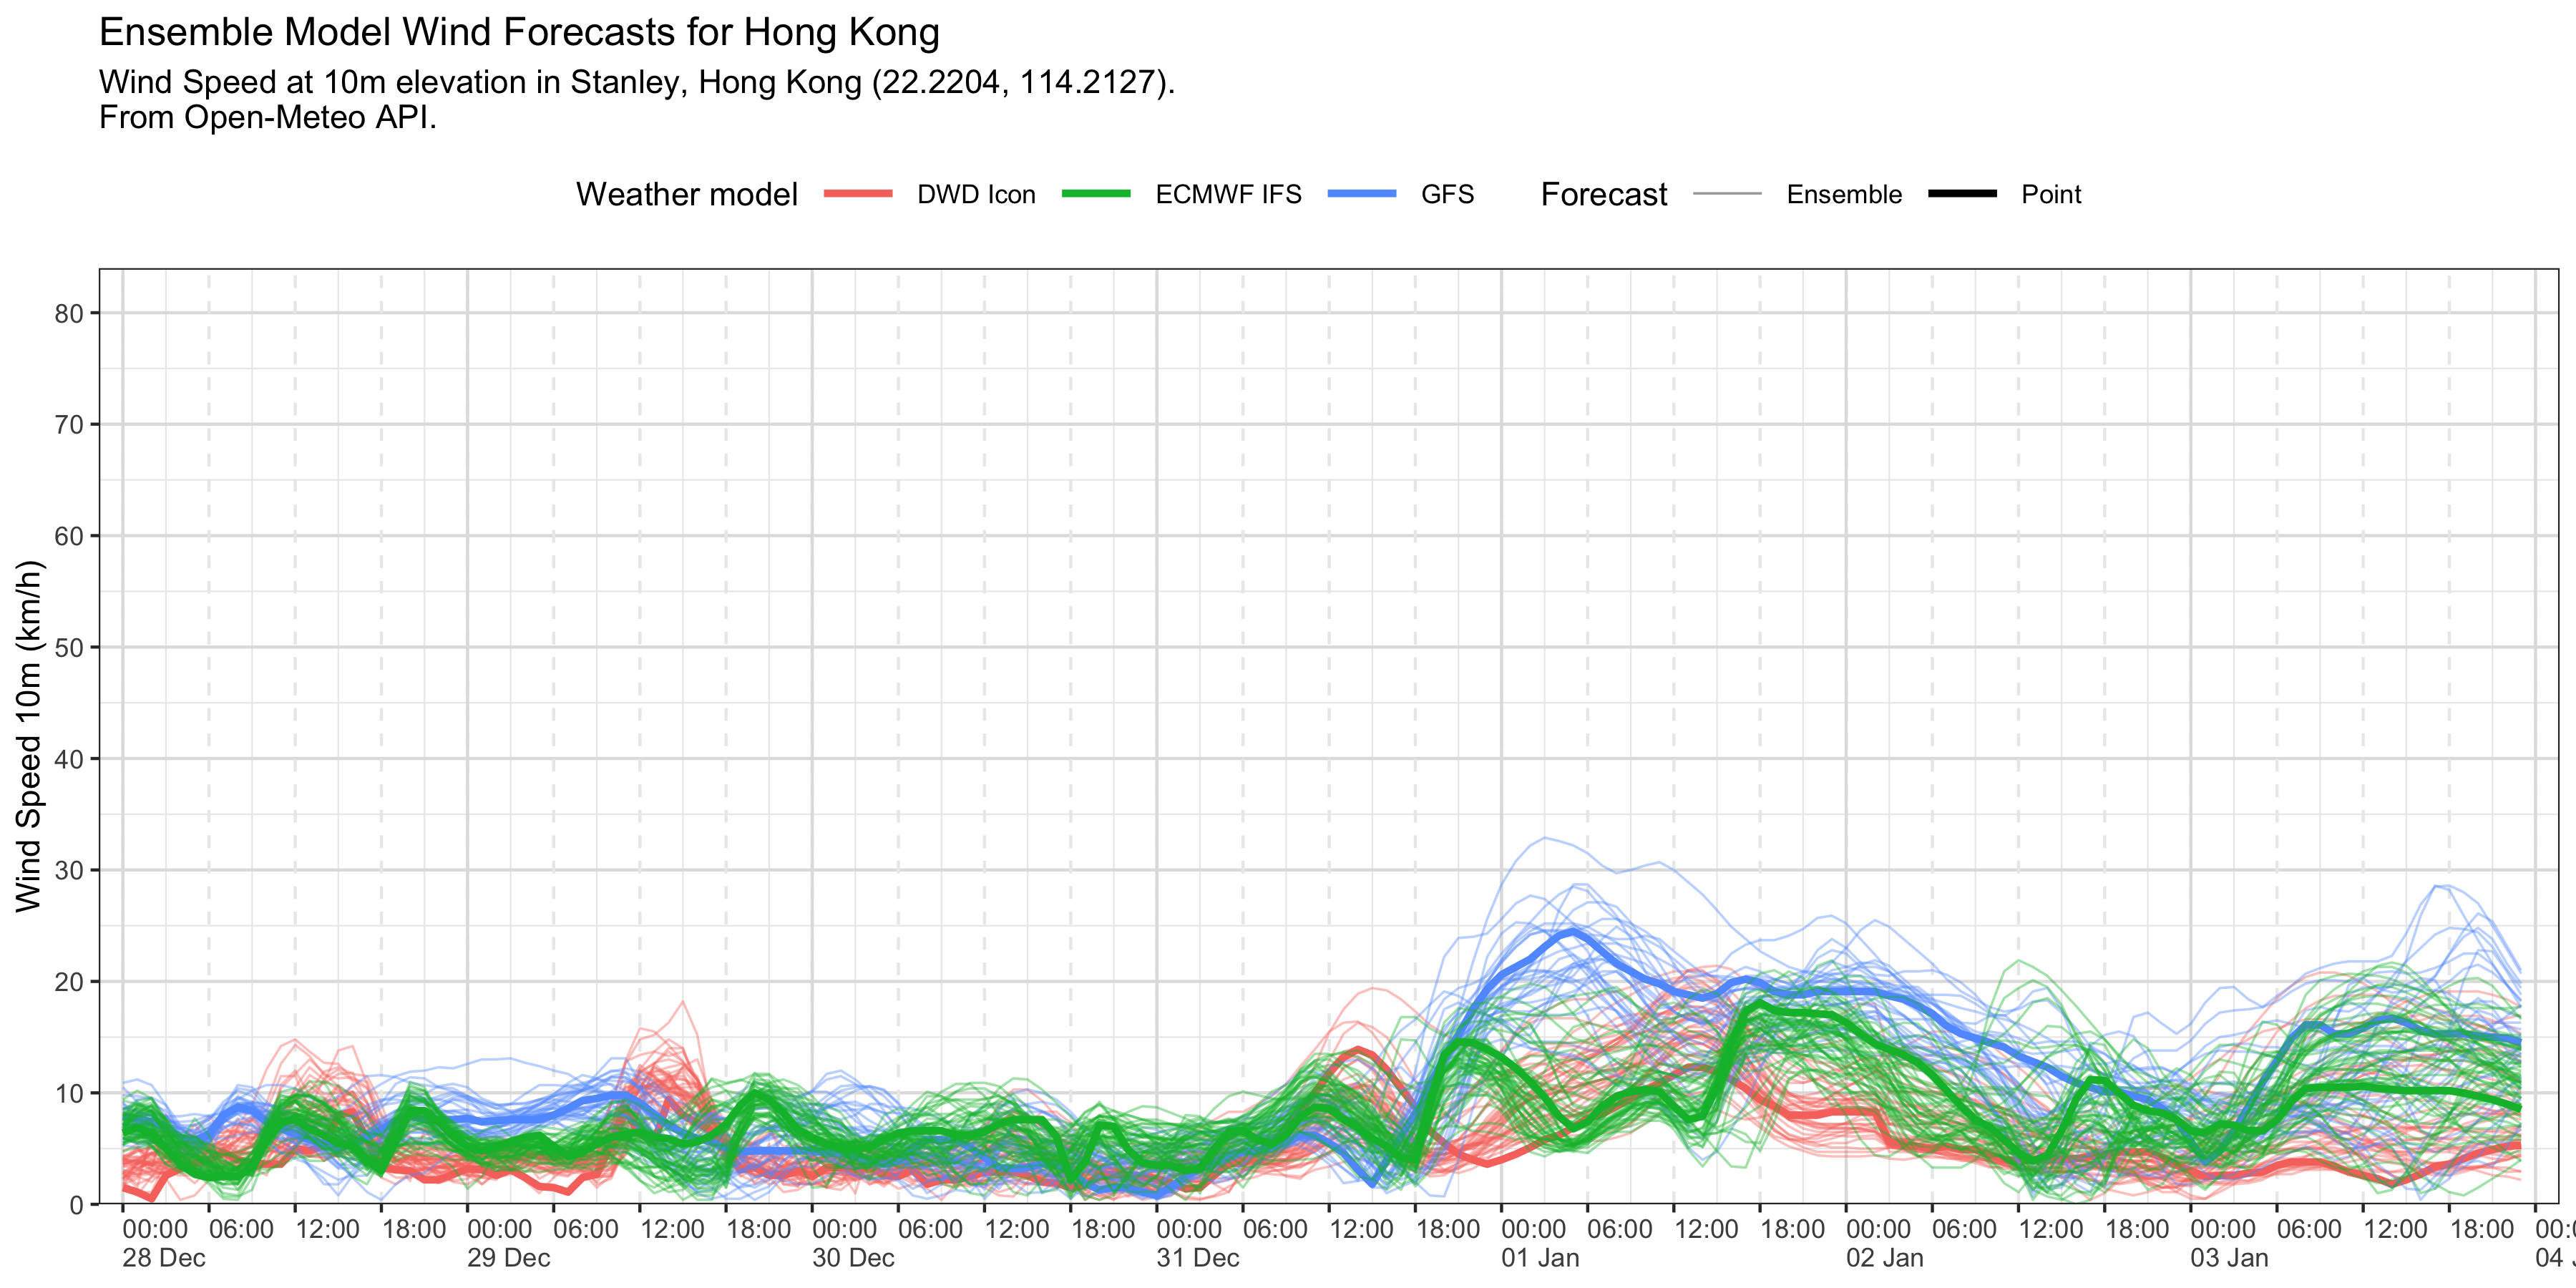 Ensemble Model Wind Forecasts for Hong Kong
Wind Speed at 10m elevation in Stanley, Hong Kong (22.2204, 114.2127).
From Open-Meteo API.
Weather model DWD Icon ECMWF IFS GFS Forecast Ensemble Point
Wind Speed 10m (km/h)
80
70
60
50
40
30
20
10
0
00:00 06:00 12:00 18:00 00:00 06:00 12:00 18:00 00:00 06:00 12:00 18:00 00:00 06:00 12:00 18:00 00:00 06:00 12:00 18:00 00:00 06:00 12:00 18:00 00:00 06:00 12:00 18:00
28 Dec 29 Dec 30 Dec 31 Dec 01 Jan 02 Jan 03 Jan 04